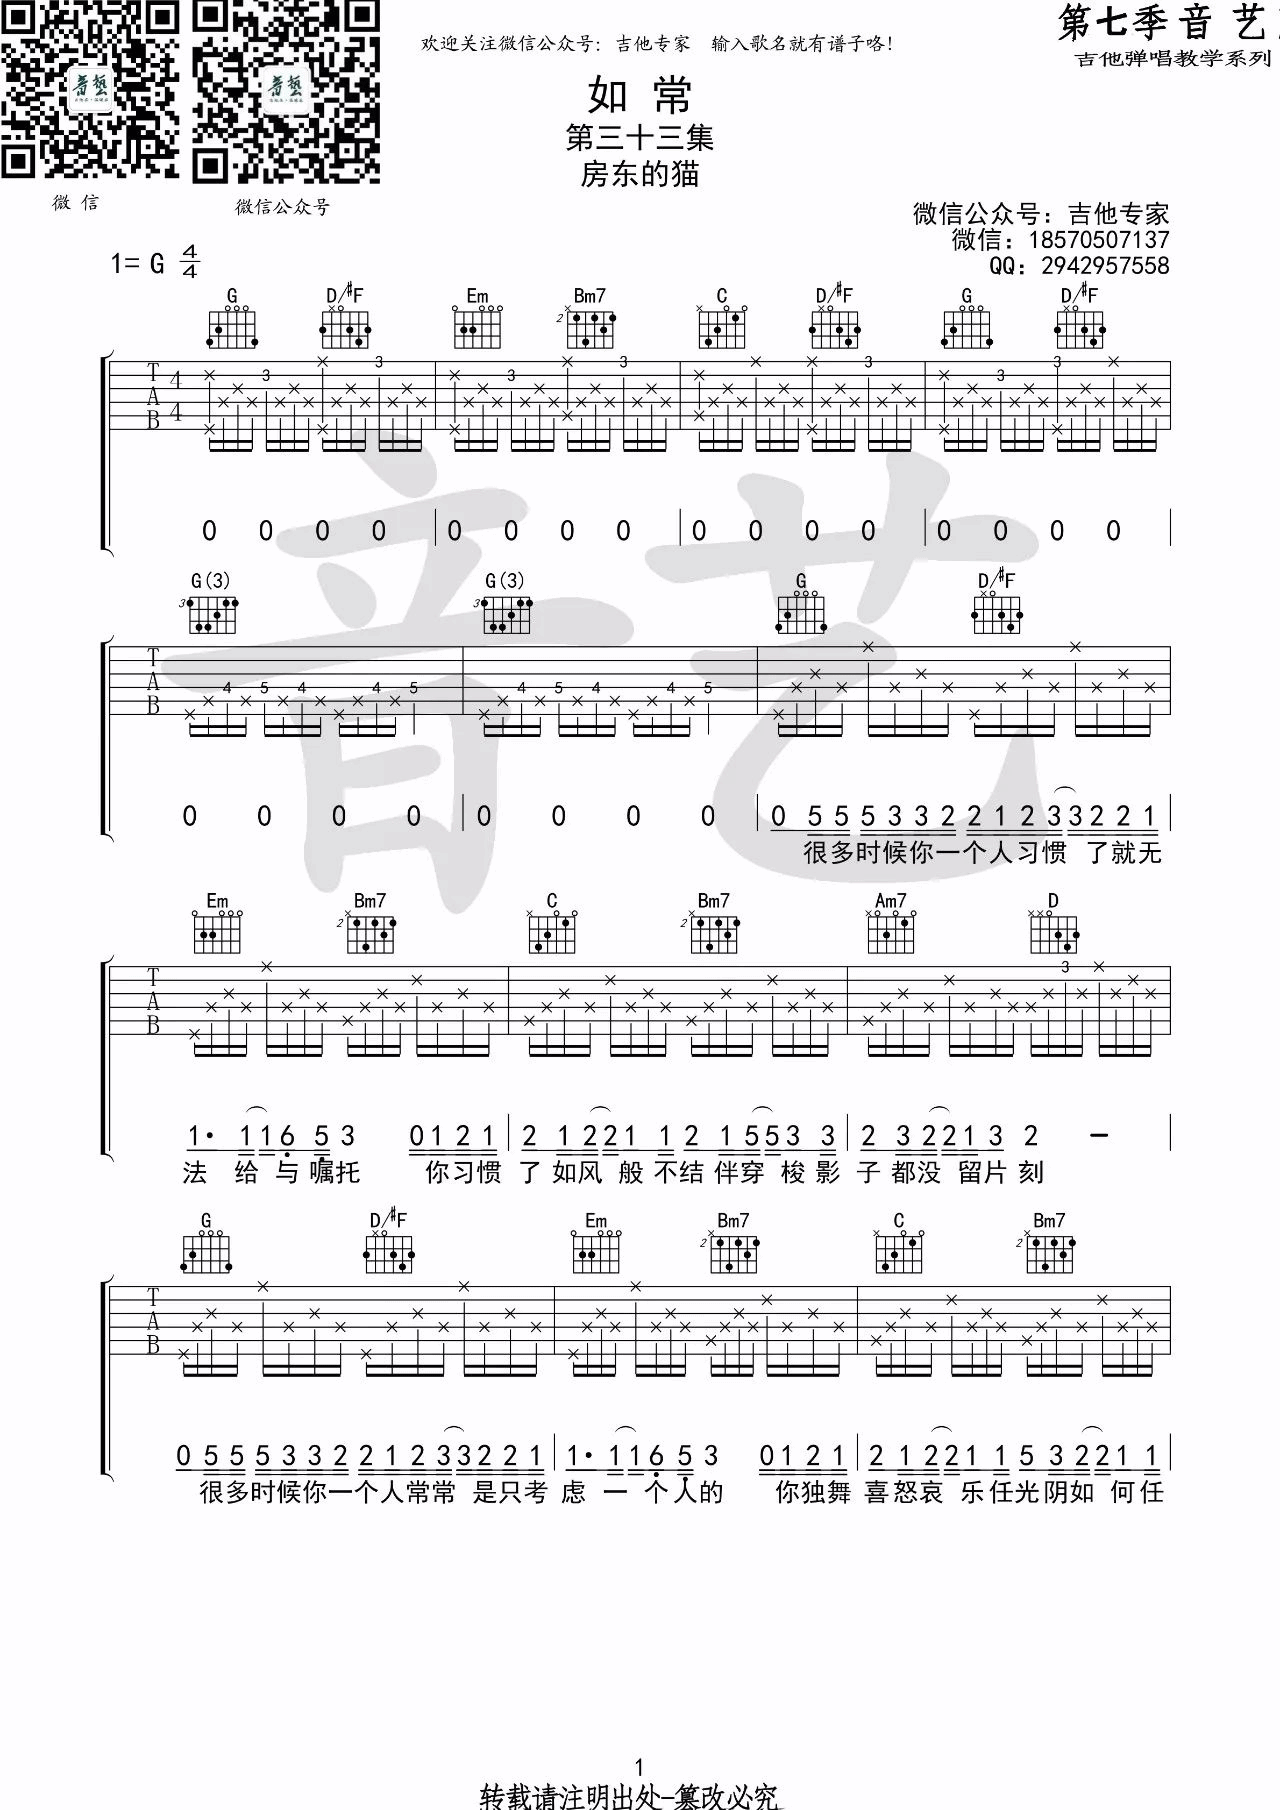 欢迎关注微信公众号：吉他专家　输入歌名就有谱子咯！
第七季音 艺
吉他弹唱教学系列
如 常
第三十三集
房东的猫
微 信
微信公众号
微信公众号：吉他专家
微信：18570507137
QQ：2942957558
1= G 4/4
G D/#F Em Bm7 C D/#F G D/#F
2
3 3 3 3 3 3 3
T A B 4 4
0 0 0 0 | 0 0 0 0 | 0 0 0 0 | 0 0 0 0
G(3) G(3) G D/#F
3 3
T A B
4 5 4 4 5 4 5 4 4 5
0 0 0 0 | 0 0 0 0 | 0 5 5 5 3 3 2 2 1 2 3 3 2 2 1
很多时候你一个人习惯 了就无
Em Bm7 C Bm7 Am7 D
2 2
T A B
3
1· 1 1 6 5 3 0 1 2 1 | 2 1 2 2 1 1 2 1 5 5 3 3 | 2 3 2 2 1 3 2 –
法 给 与 嘱托 你习惯 了 如风 般 不结 伴穿 梭 影 子 都没 留片 刻
G D/#F Em Bm7 C Bm7
2 2
T A B
0 5 5 5 3 3 2 2 1 2 3 3 2 2 1 | 1· 1 1 6 5 3 0 1 2 1 | 2 1 2 2 1 5 3 2 2 1 1
很多时候你一个人常常 是只考 虑 一 个 人的 你独舞 喜怒哀 乐任光阴如 何任
1
转载请注明出处-篡改必究
音艺